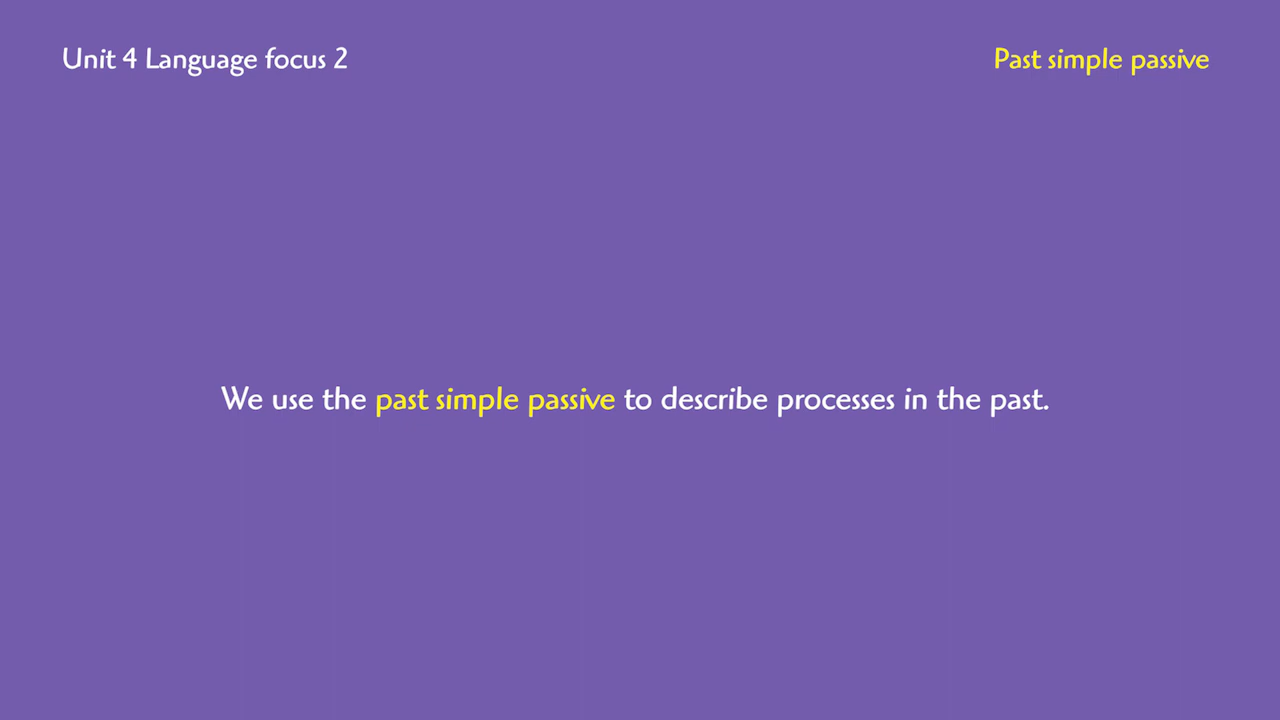 Unit 4 Language focus 2
Past simple passive
We use the past simple passive to describe processes in the past.